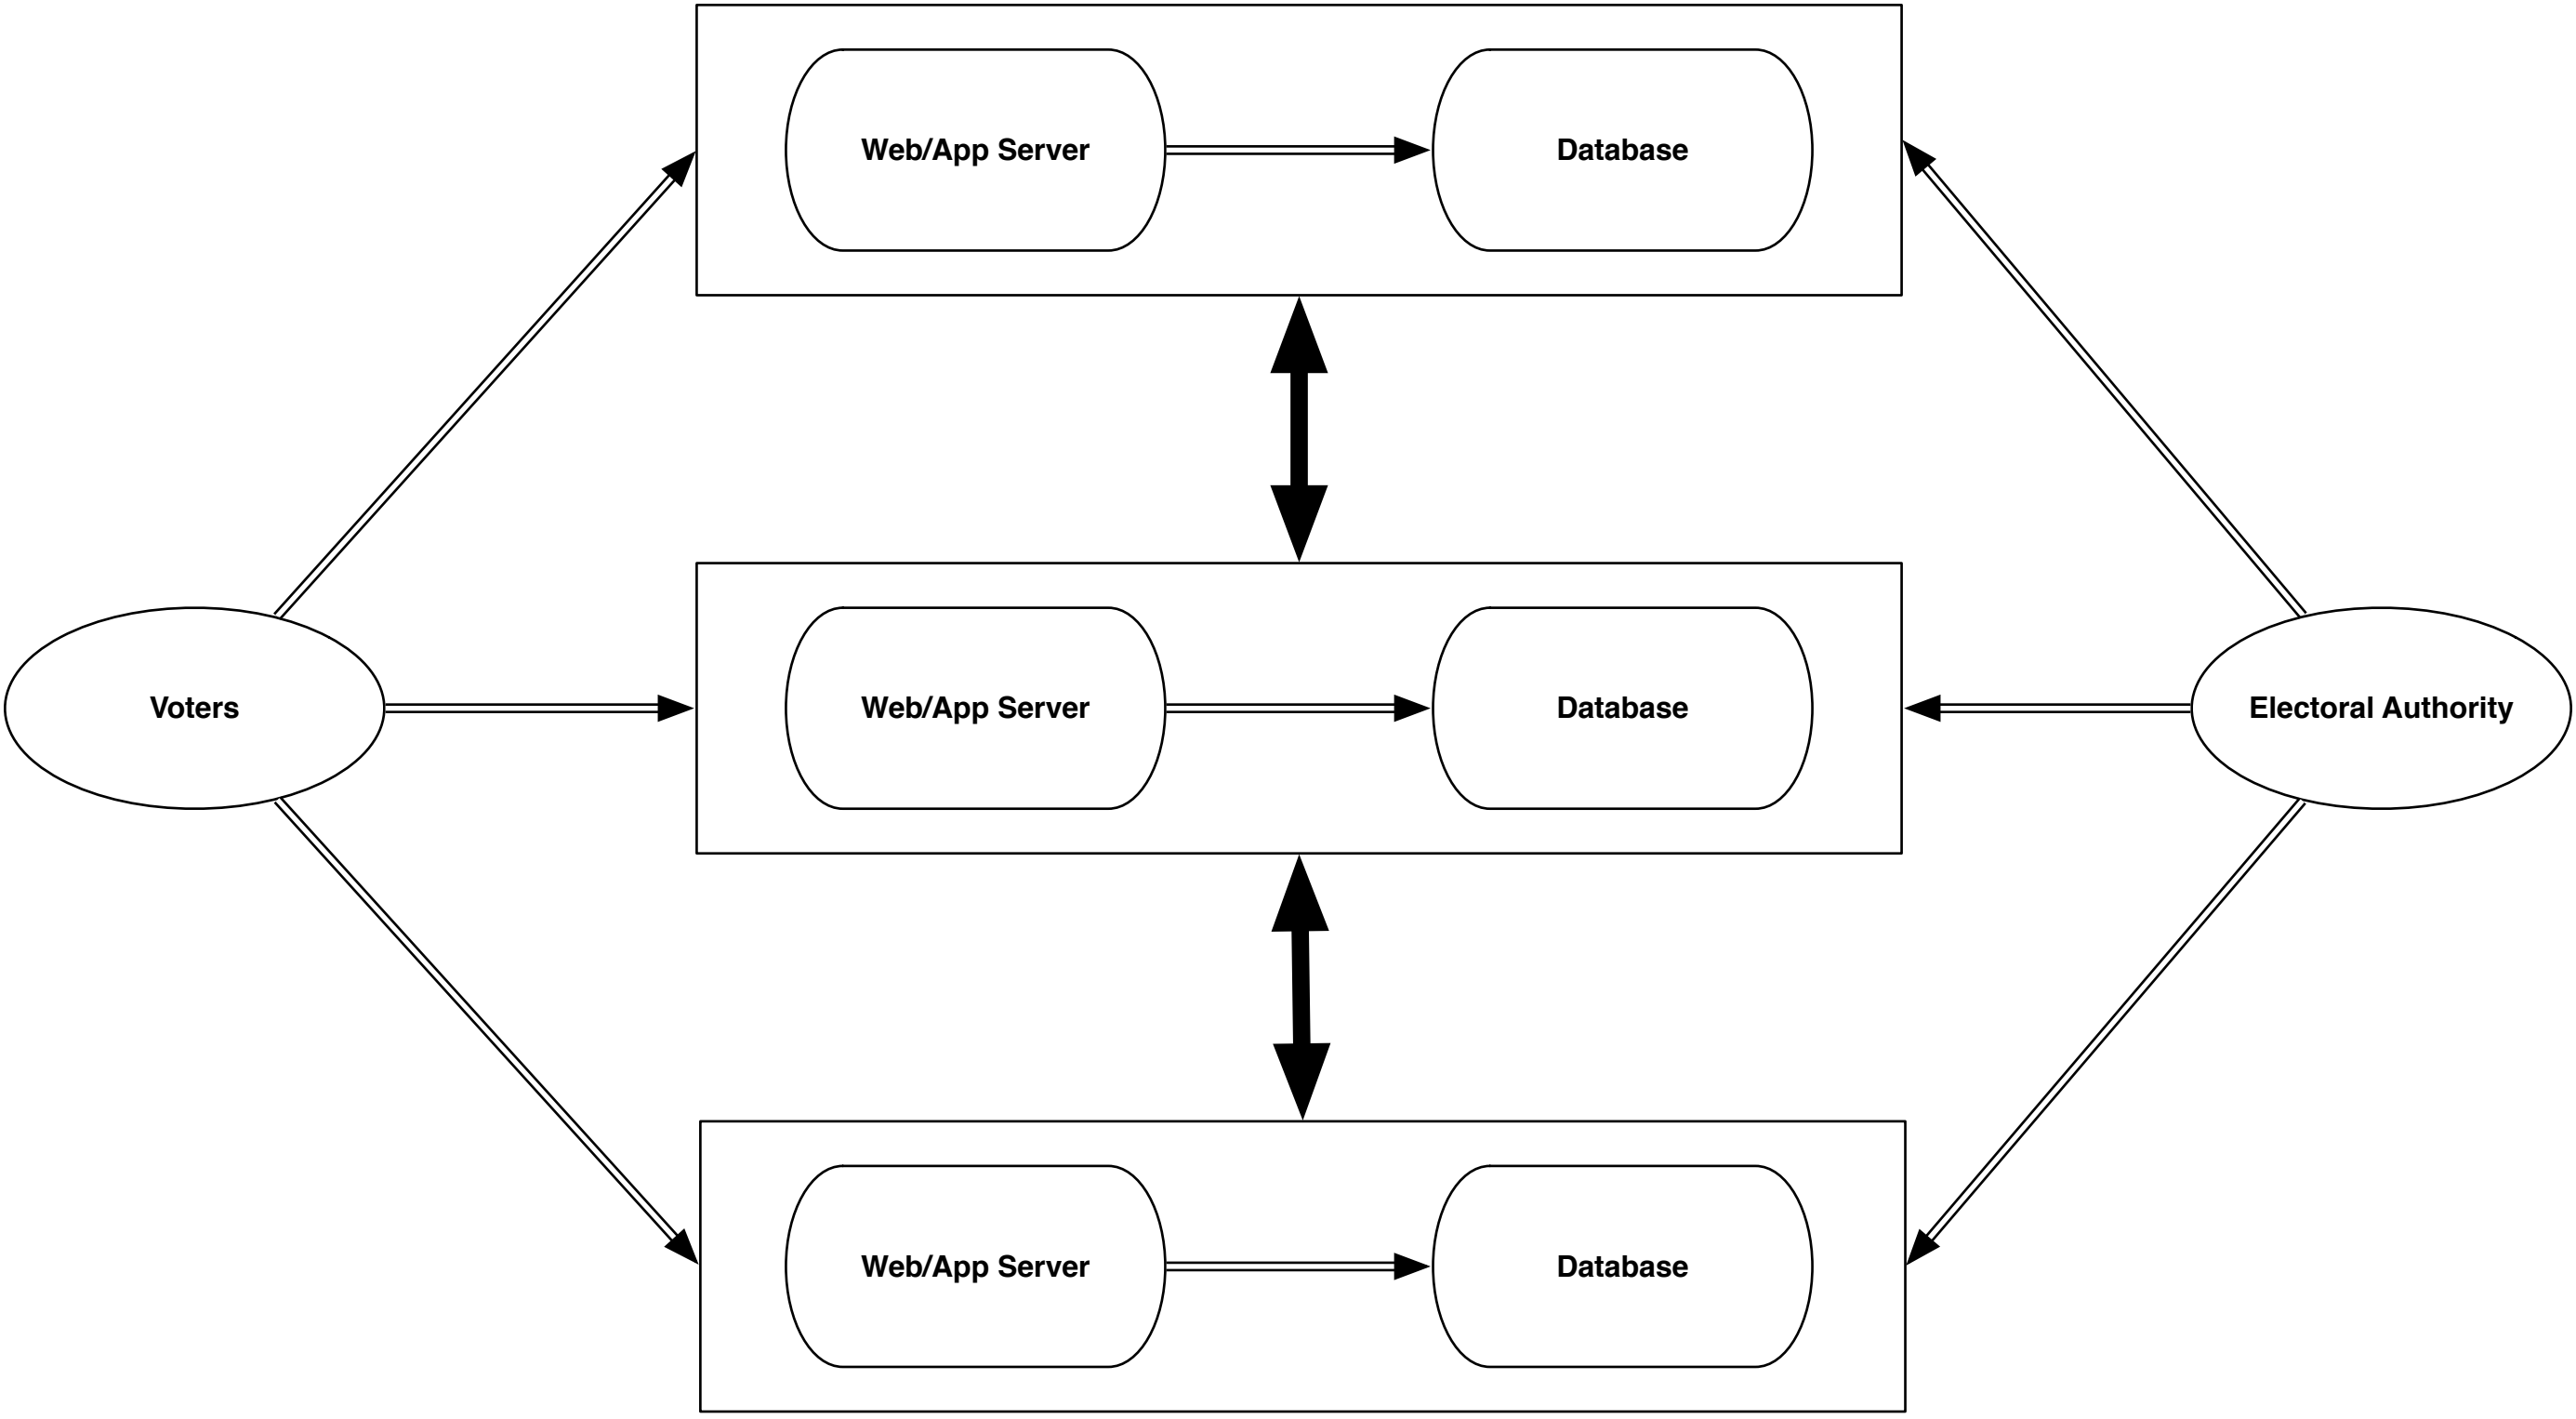 Web/App Server
Database
Voters
Web/App Server
Database
Electoral Authority
Web/App Server
Database